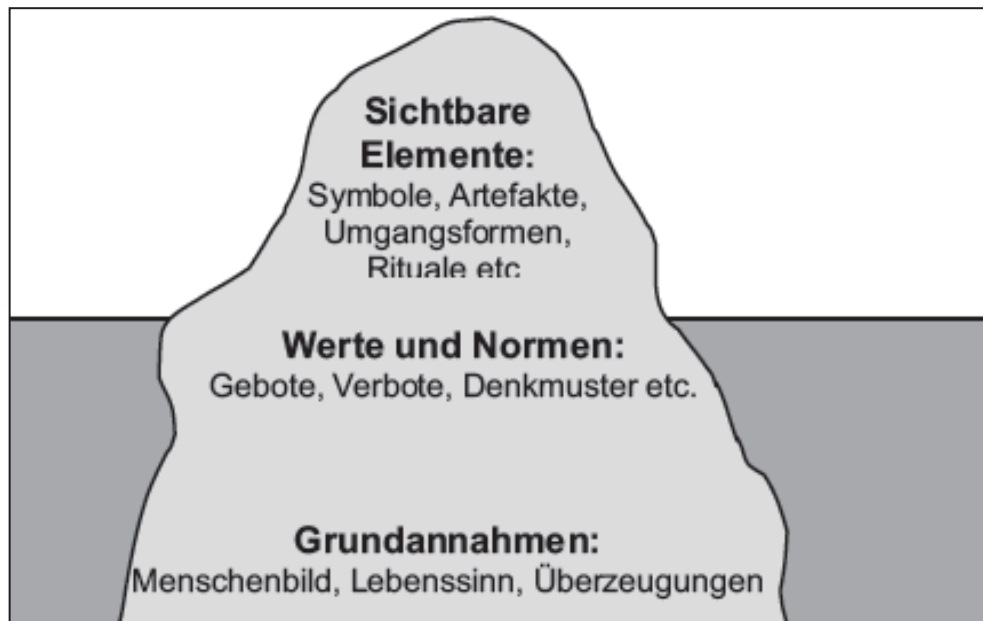 Sichtbare
Elemente:
Symbole, Artefakte,
Umgangsformen,
Rituale etc
Werte und Normen:
Gebote, Verbote, Denkmuster etc.
Grundannahmen:
Menschenbild, Lebenssinn, Überzeugungen